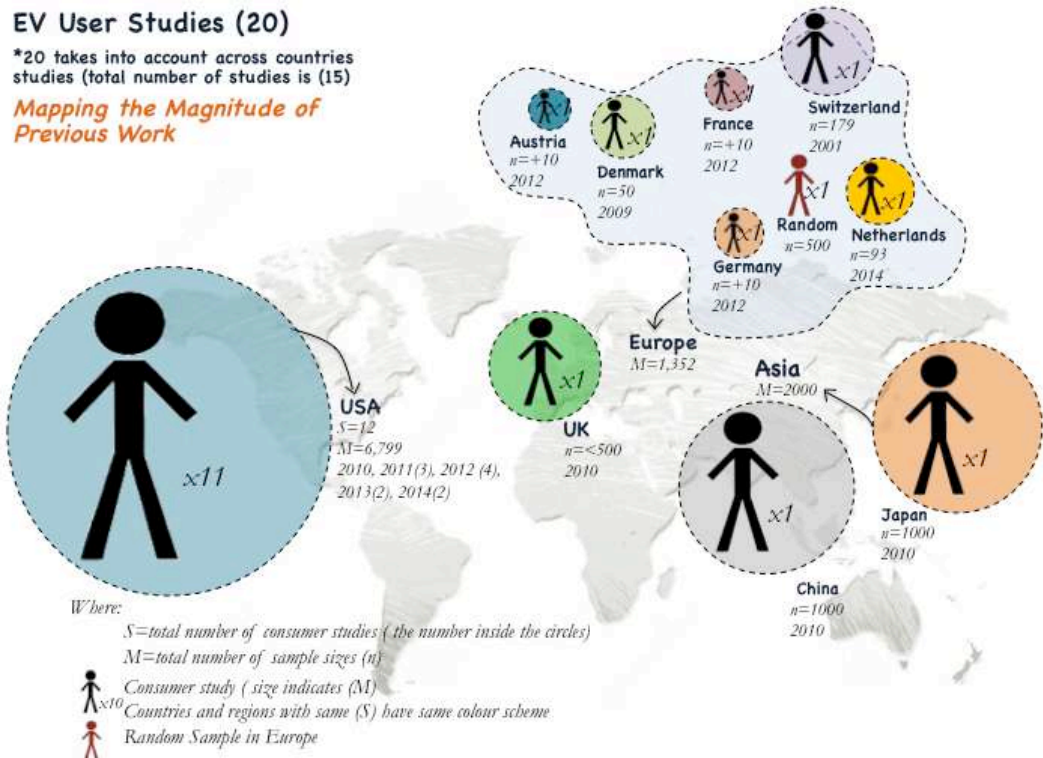 EV User Studies (20)
*20 takes into account across countries
studies (total number of studies is (15)
Mapping the Magnitude of
Previous Work
x1
Austria
n=+10
2012
x1
Denmark
n=50
2009
x1
France
n=+10
2012
x1
Switzerland
n=179
2001
x1
Random
n=500
x1
Netherlands
n=93
2014
x1
Germany
n=+10
2012
Europe
M=1,352
x11
USA
S=12
M=6,799
2010, 2011(3), 2012 (4),
2013(2), 2014(2)
x1
UK
n=<500
2010
Asia
M=2000
x1
China
n=1000
2010
x1
Japan
n=1000
2010
Where:
S=total number of consumer studies ( the number inside the circles)
M=total number of sample sizes (n)
x10
Consumer study ( size indicates (M)
Countries and regions with same (S) have same colour scheme
Random Sample in Europe